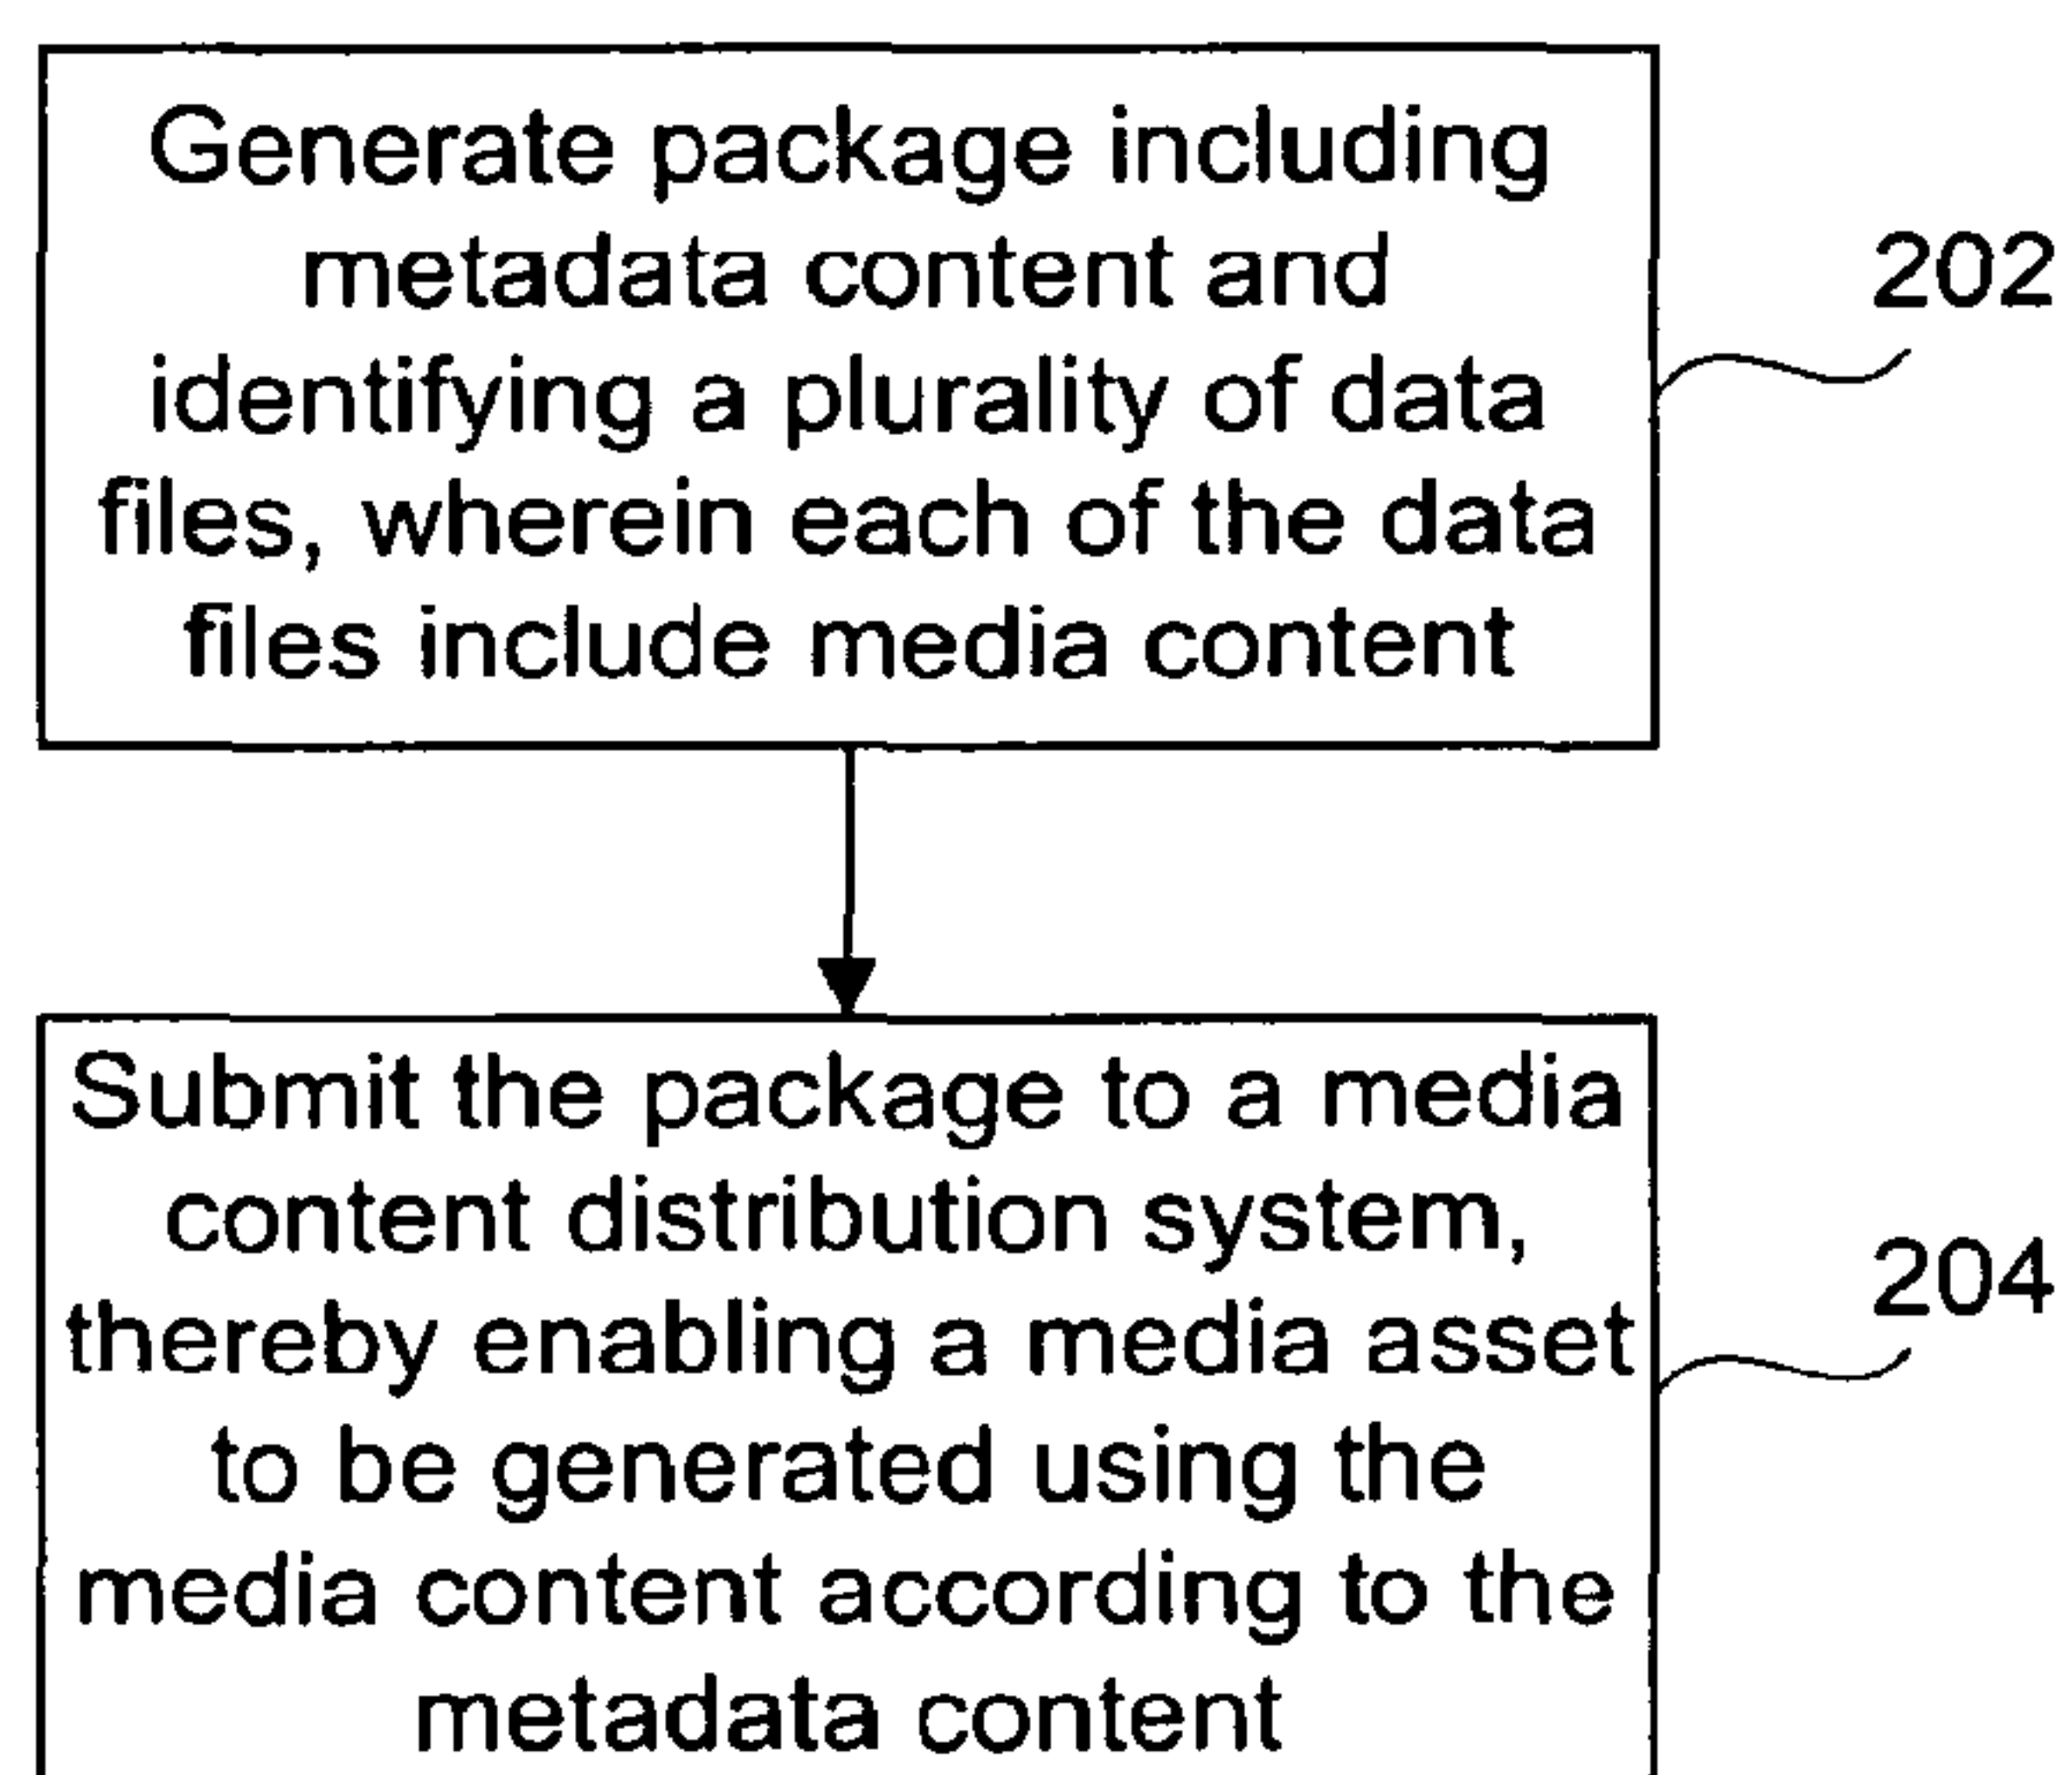 Generate package including
metadata content and
identifying a plurality of data
files, wherein each of the data
files include media content
202
Submit the package to a media
content distribution system,
thereby enabling a media asset
to be generated using the
media content according to the
metadata content
204